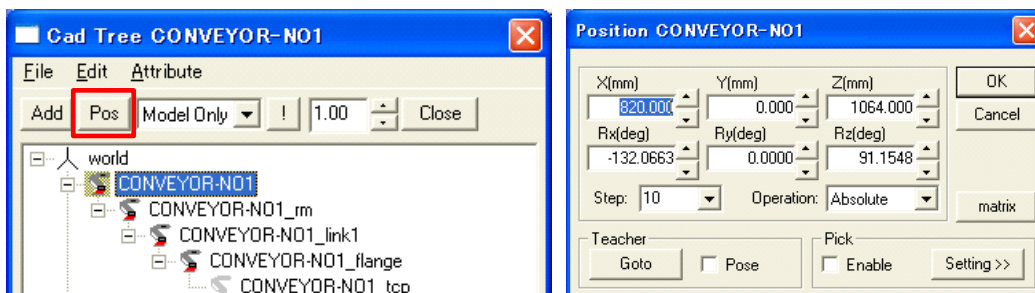 Cad Tree CONVEYOR-NO1
File Edit Attribute
Add Pos Model Only ! 1.00 Close
world
CONVEYOR-NO1
CONVEYOR-NO1_rm
CONVEYOR-NO1_link1
CONVEYOR-NO1_flange
CONVEYOR-NO1_tcp
Position CONVEYOR-NO1
X(mm) Y(mm) Z(mm) OK
820.000 0.000 1064.000 Cancel
Rx(deg) Ry(deg) Rz(deg)
-132.0663 0.0000 91.1548
Step: 10 Operation: Absolute matrix
Teacher Pick
Goto Pose Enable Setting >>